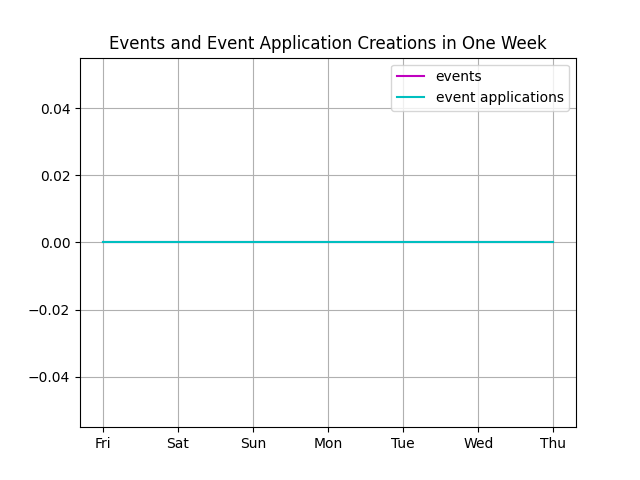 Events and Event Application Creations in One Week
events
event applications
0.04
0.02
0.00
−0.02
−0.04
Fri Sat Sun Mon Tue Wed Thu